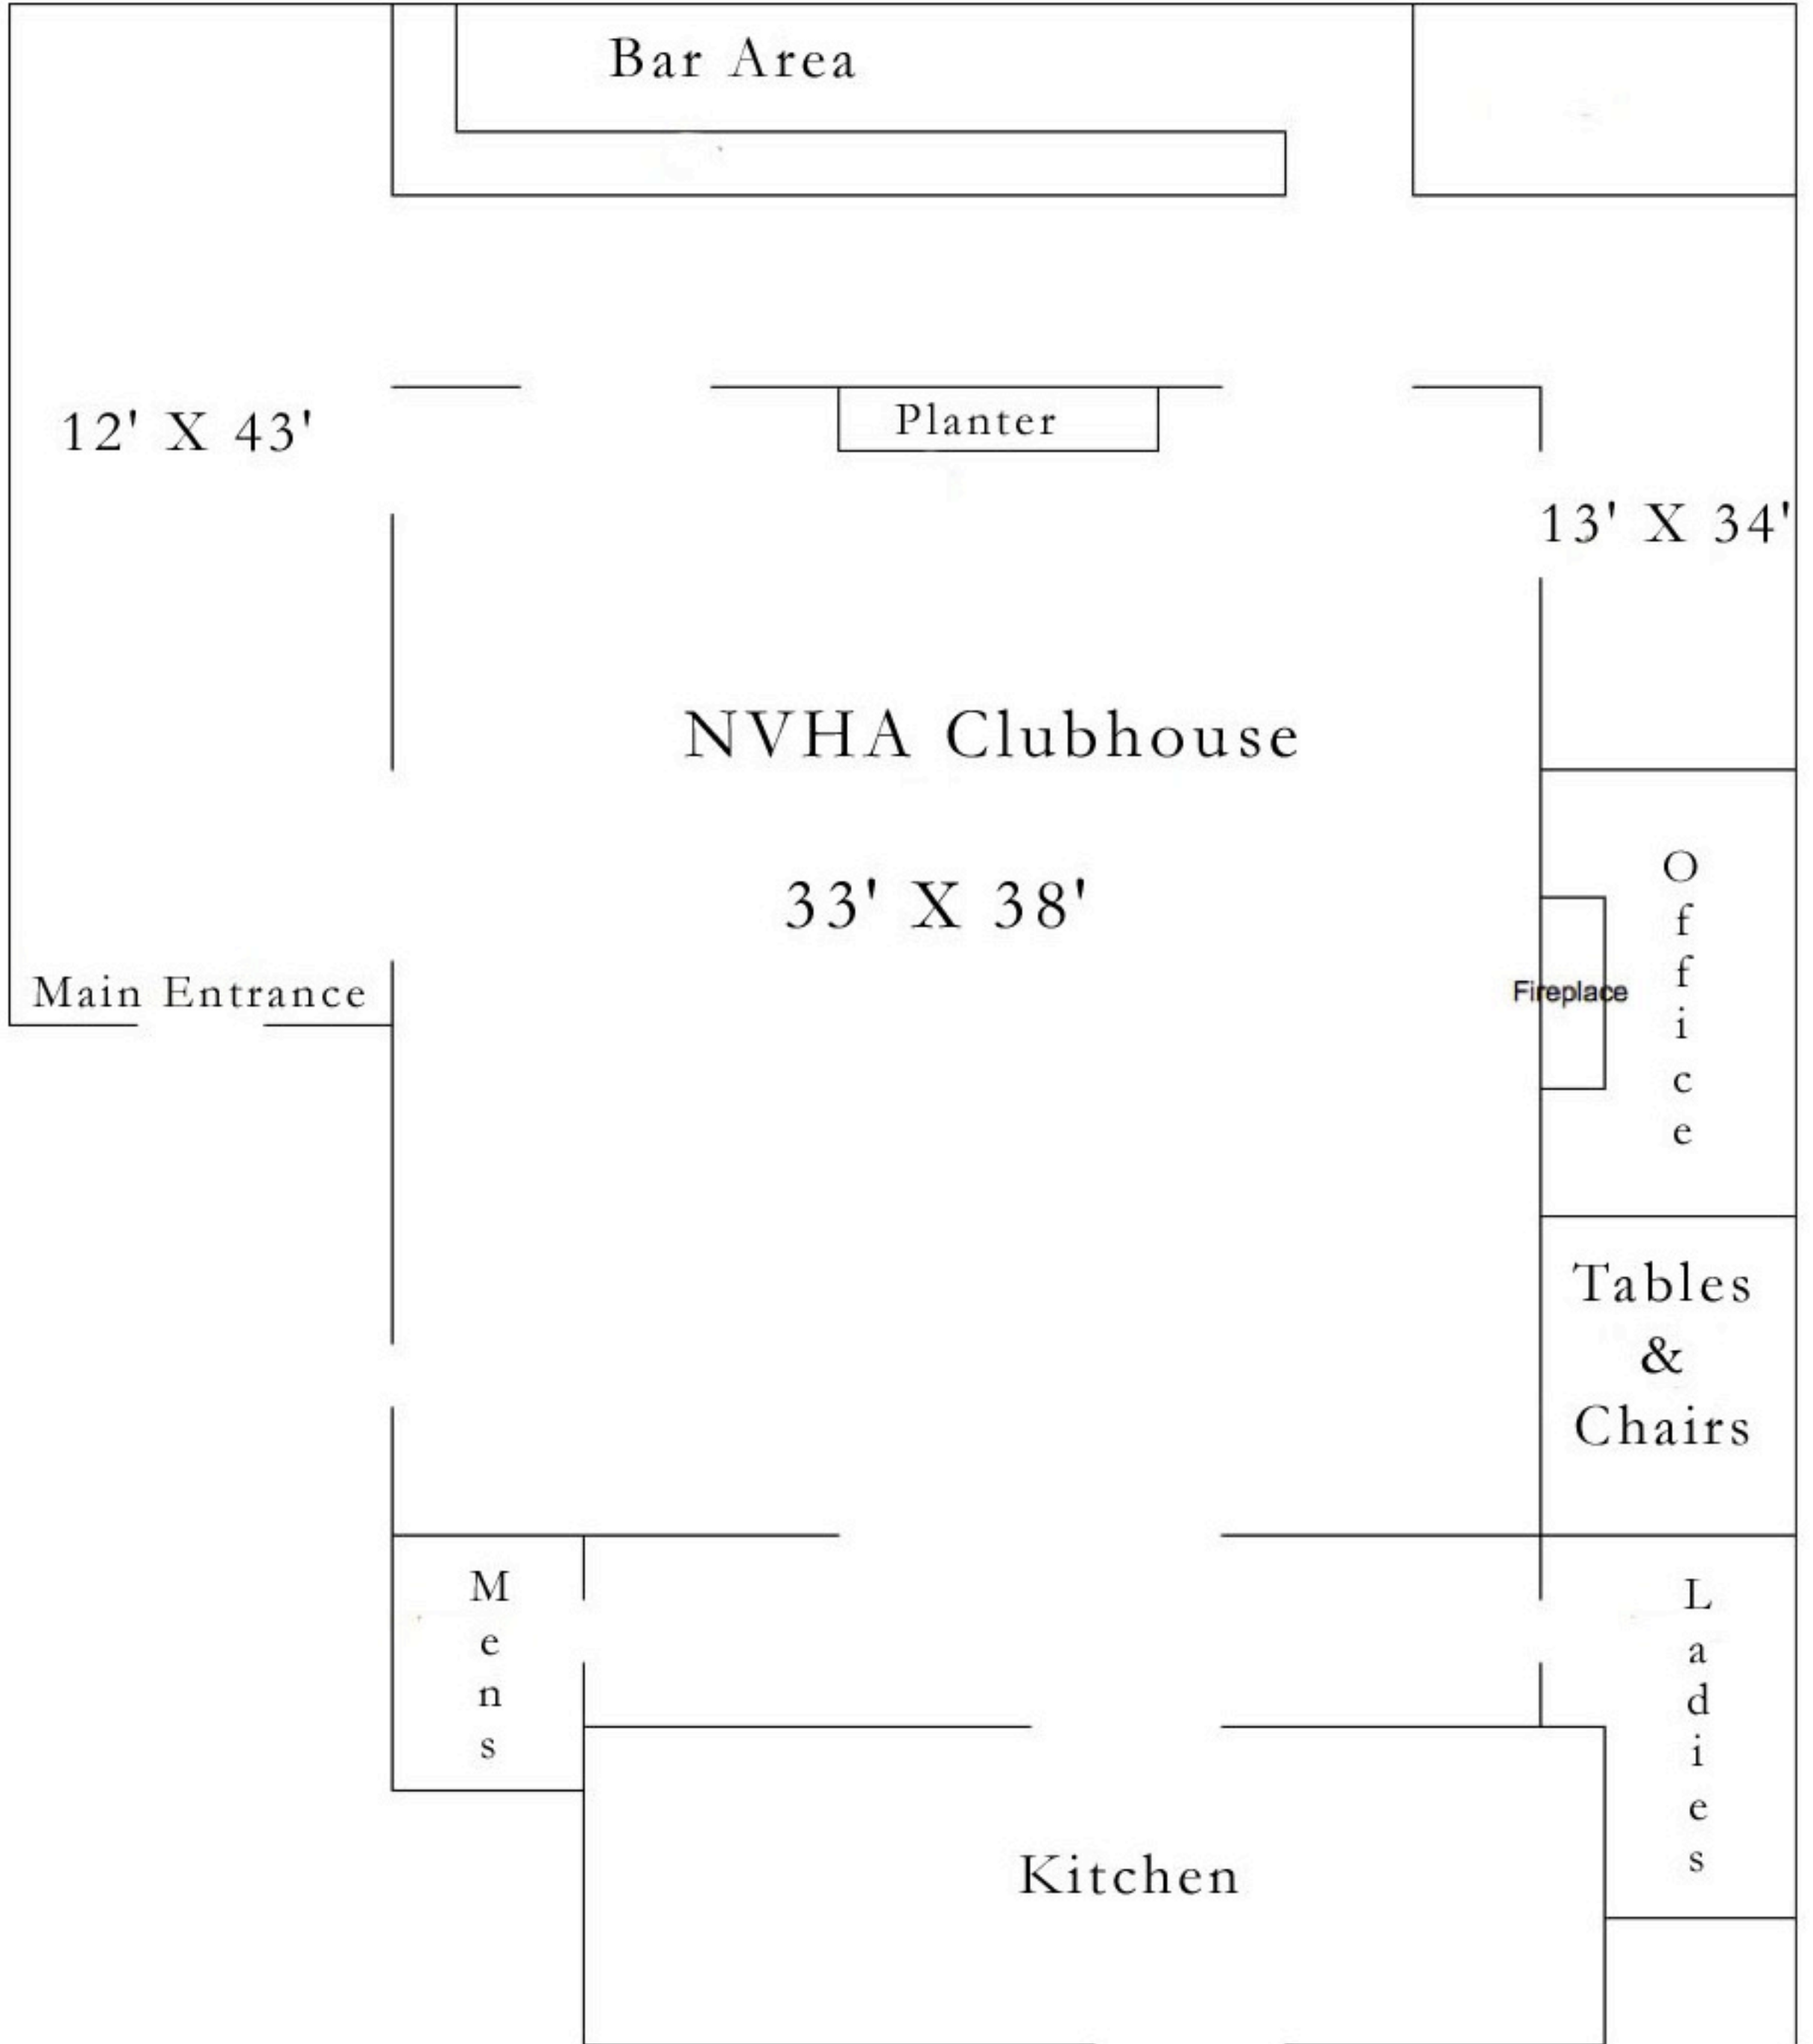 Bar Area
12' X 43'
Planter
13' X 34'
NVHA Clubhouse
33' X 38'
Main Entrance
Fireplace
Office
Tables
&
Chairs
Mens
Ladies
Kitchen